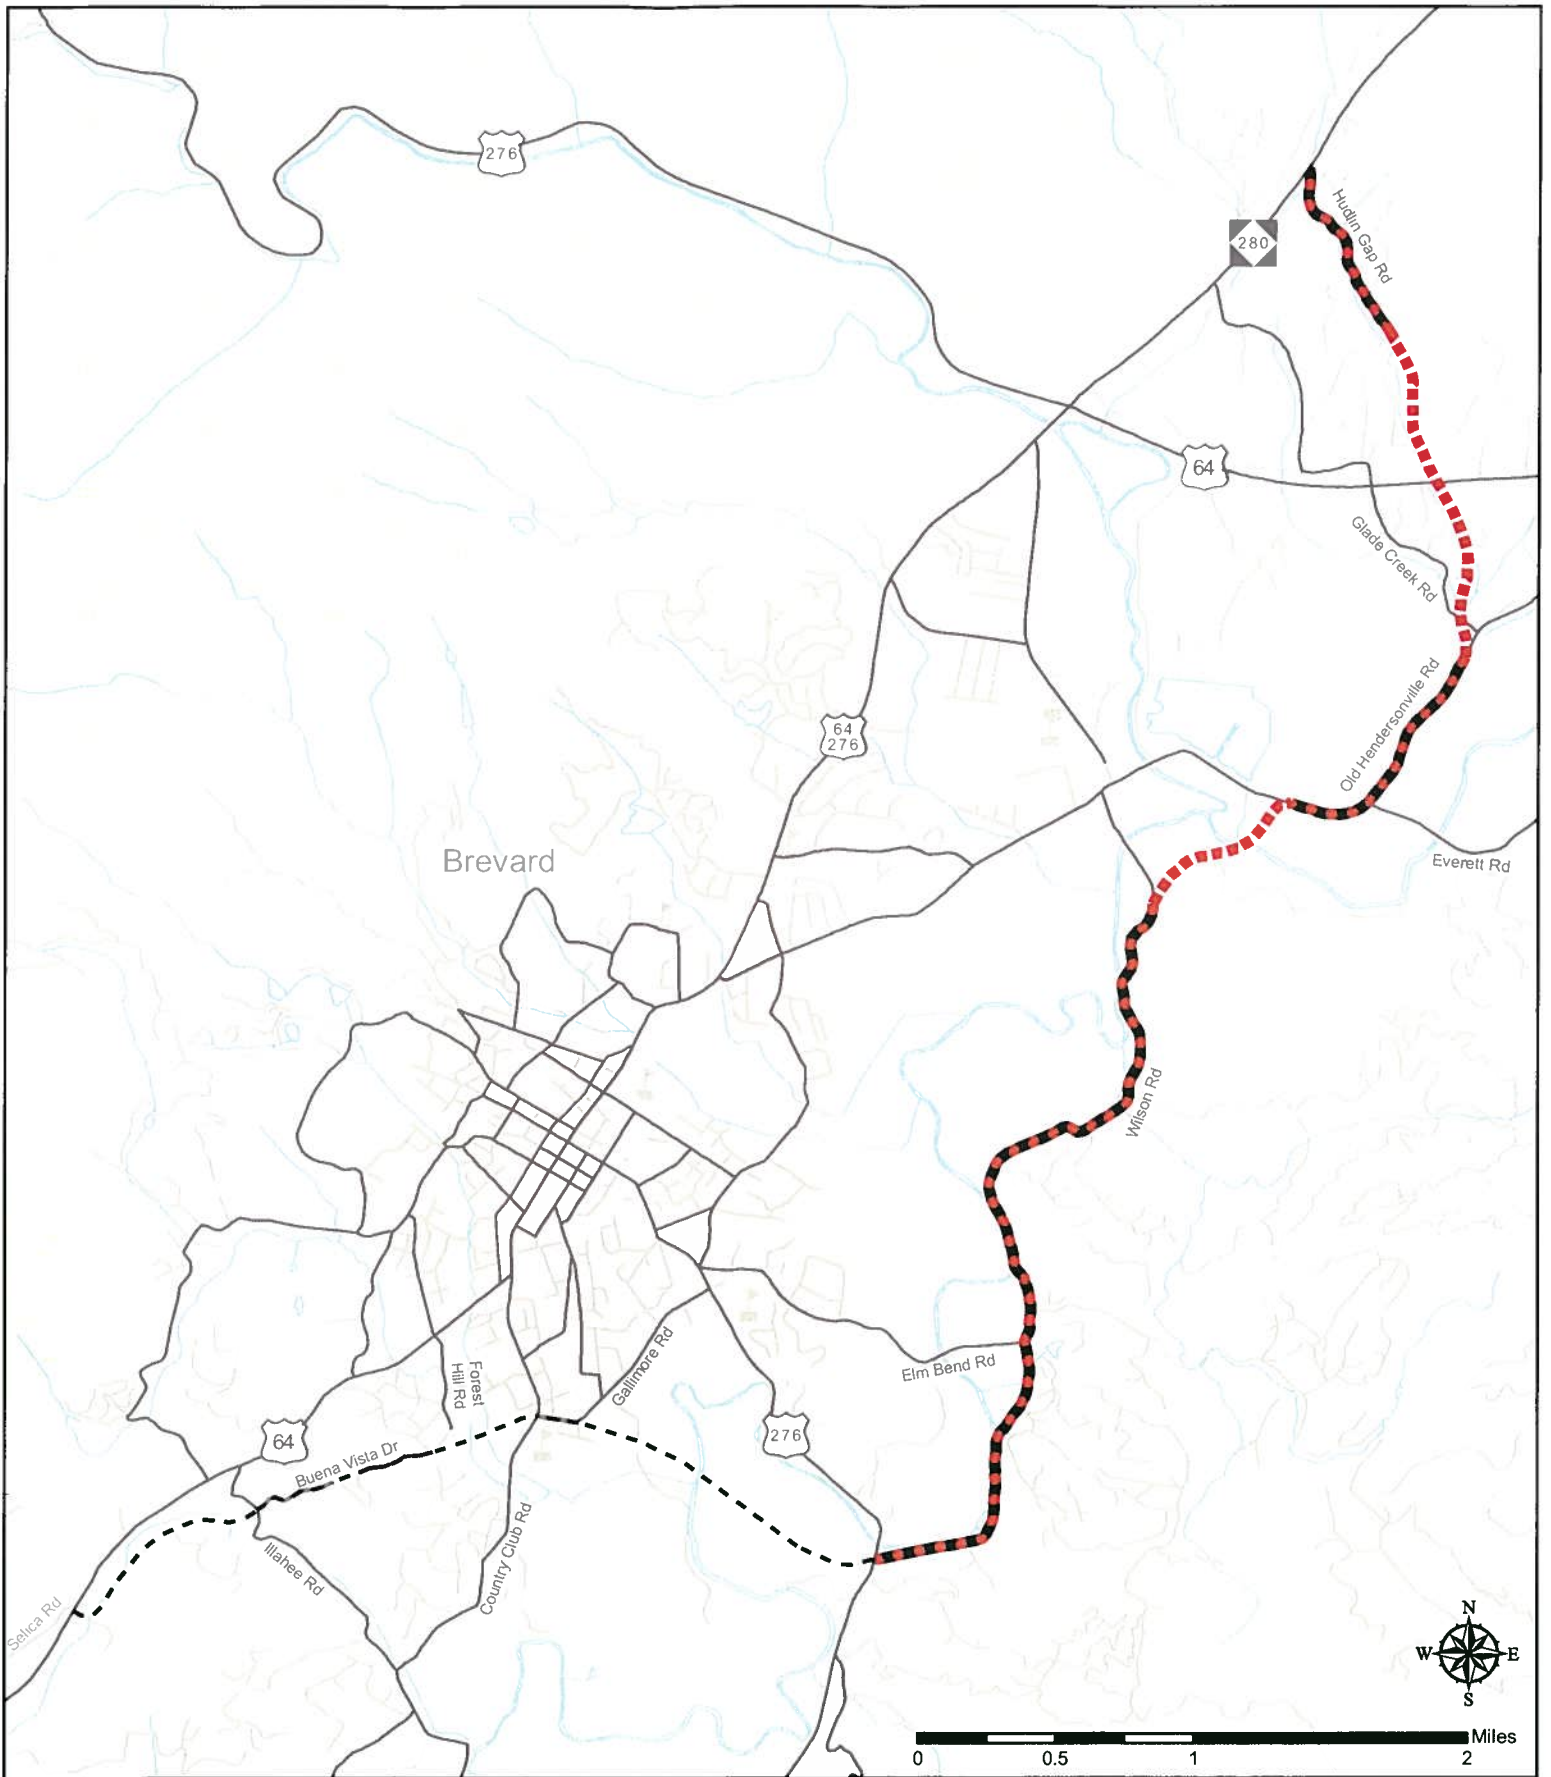 276
Hudlin Gap Rd
280
64
Glade Creek Rd
Old Hendersonville Rd
64
276
Brevard
Everett Rd
Wilson Rd
Elm Bend Rd
Gallimore Rd
Forest
Hill Rd
64
276
Buena Vista Dr
Country Club Rd
Illahee Rd
Selica Rd
N
W
E
S
Miles
0
0.5
1
2